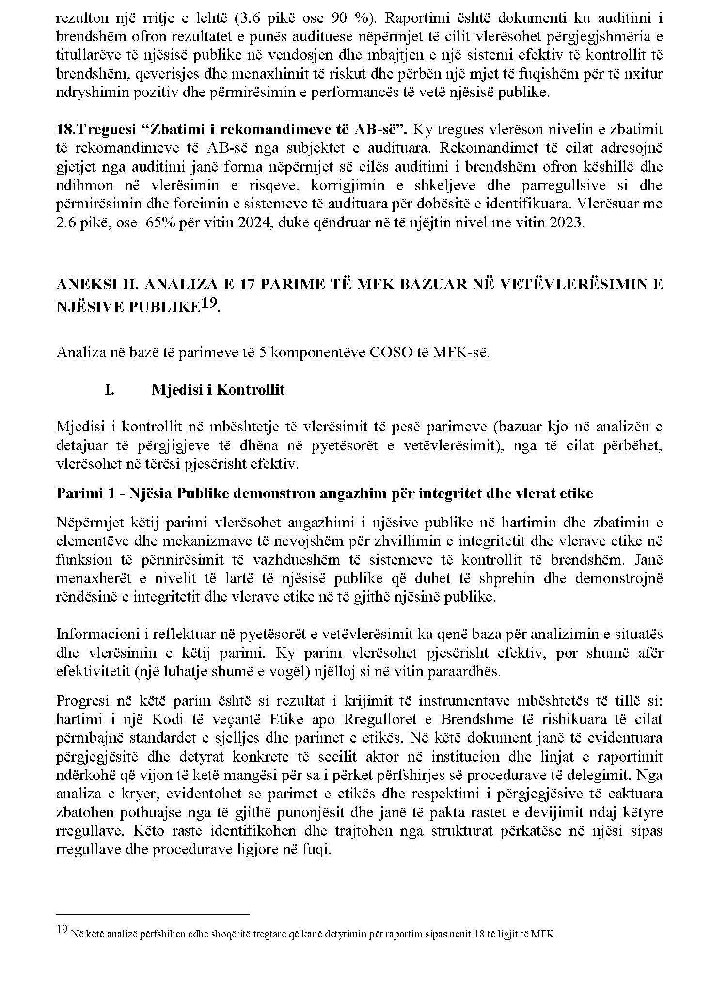 rezulton një rritje e lehtë (3.6 pikë ose 90 %). Raportimi është dokumenti ku auditimi i
brendshëm ofron rezultatet e punës audituese nëpërmjet të cilit vlerësohet përgjegjshmëria e
titullarëve të njësisë publike në vendosjen dhe mbajtjen e një sistemi efektiv të kontrollit të
brendshëm, qeverisjes dhe menaxhimit të riskut dhe përbën një mjet të fuqishëm për të nxitur
ndryshimin pozitiv dhe përmirësimin e performancës të vetë njësisë publike.
18.Treguesi “Zbatimi i rekomandimeve të AB-së”. Ky tregues vlerëson nivelin e zbatimit
të rekomandimeve të AB-së nga subjektet e audituara. Rekomandimet të cilat adresojnë
gjetjet nga auditimi janë forma nëpërmjet së cilës auditimi i brendshëm ofron këshillë dhe
ndihmon në vlerësimin e risqeve, korrigjimin e shkeljeve dhe parregullsive si dhe
përmirësimin dhe forcimin e sistemeve të audituara për dobësitë e identifikuara. Vlerësuar me
2.6 pikë, ose  65% për vitin 2024, duke qëndruar në të njëjtin nivel me vitin 2023.
ANEKSI II. ANALIZA E 17 PARIME TË MFK BAZUAR NË VETËVLERËSIMIN E
NJËSIVE PUBLIKE19.
Analiza në bazë të parimeve të 5 komponentëve COSO të MFK-së.
I. Mjedisi i Kontrollit
Mjedisi i kontrollit në mbështetje të vlerësimit të pesë parimeve (bazuar kjo në analizën e
detajuar të përgjigjeve të dhëna në pyetësorët e vetëvlerësimit), nga të cilat përbëhet,
vlerësohet në tërësi pjesërisht efektiv.
Parimi 1 - Njësia Publike demonstron angazhim për integritet dhe vlerat etike
Nëpërmjet këtij parimi vlerësohet angazhimi i njësive publike në hartimin dhe zbatimin e
elementëve dhe mekanizmave të nevojshëm për zhvillimin e integritetit dhe vlerave etike në
funksion të përmirësimit të vazhdueshëm të sistemeve të kontrollit të brendshëm. Janë
menaxherët e nivelit të lartë të njësisë publike që duhet të shprehin dhe demonstrojnë
rëndësinë e integritetit dhe vlerave etike në të gjithë njësinë publike.
Informacioni i reflektuar në pyetësorët e vetëvlerësimit ka qenë baza për analizimin e situatës
dhe vlerësimin e këtij parimi. Ky parim vlerësohet pjesërisht efektiv, por shumë afër
efektivitetit (një luhatje shumë e vogël) njëlloj si në vitin paraardhës.
Progresi në këtë parim është si rezultat i krijimit të instrumentave mbështetës të tillë si:
hartimi i një Kodi të veçantë Etike apo Rregulloret e Brendshme të rishikuara të cilat
përmbajnë standardet e sjelljes dhe parimet e etikës. Në këtë dokument janë të evidentuara
përgjegjësitë dhe detyrat konkrete të secilit aktor në institucion dhe linjat e raportimit
ndërkohë që vijon të ketë mangësi për sa i përket përfshirjes së procedurave të delegimit. Nga
analiza e kryer, evidentohet se parimet e etikës dhe respektimi i përgjegjësive të caktuara
zbatohen pothuajse nga të gjithë punonjësit dhe janë të pakta rastet e devijimit ndaj këtyre
rregullave. Këto raste identifikohen dhe trajtohen nga strukturat përkatëse në njësi sipas
rregullave dhe procedurave ligjore në fuqi.
19 Në këtë analizë përfshihen edhe shoqëritë tregtare që kanë detyrimin për raportim sipas nenit 18 të ligjit të MFK.